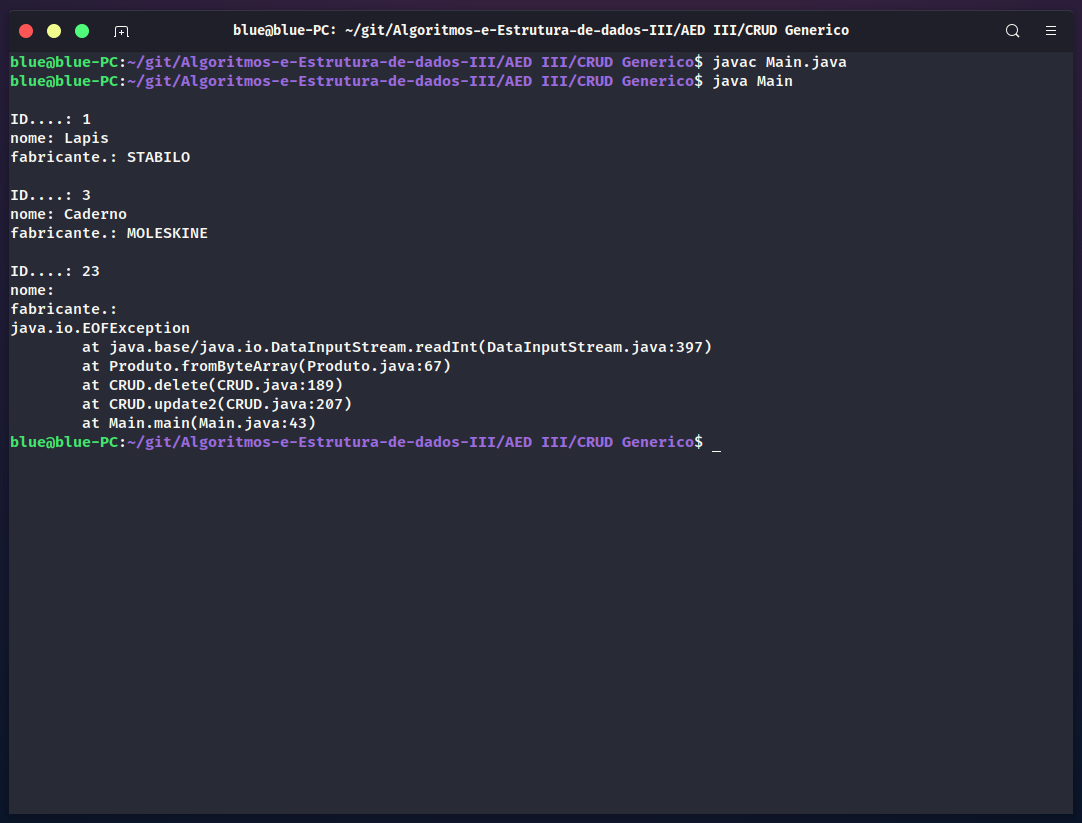 blue@blue-PC: ~/git/Algoritmos-e-Estrutura-de-dados-III/AED III/CRUD Generico
blue@blue-PC:~/git/Algoritmos-e-Estrutura-de-dados-III/AED III/CRUD Generico$ javac Main.java
blue@blue-PC:~/git/Algoritmos-e-Estrutura-de-dados-III/AED III/CRUD Generico$ java Main
ID....: 1
nome: Lapis
fabricante.: STABILO
ID....: 3
nome: Caderno
fabricante.: MOLESKINE
ID....: 23
nome:
fabricante.:
java.io.EOFException
at java.base/java.io.DataInputStream.readInt(DataInputStream.java:397)
at Produto.fromByteArray(Produto.java:67)
at CRUD.delete(CRUD.java:189)
at CRUD.update2(CRUD.java:207)
at Main.main(Main.java:43)
blue@blue-PC:~/git/Algoritmos-e-Estrutura-de-dados-III/AED III/CRUD Generico$ _